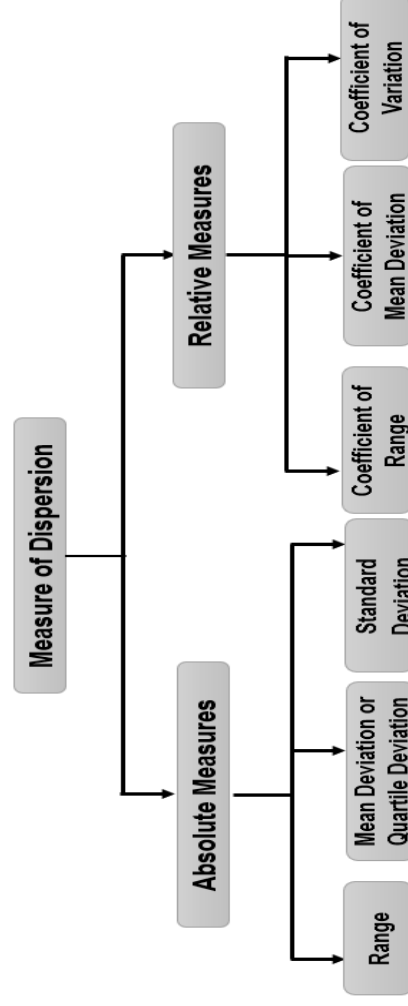 Measure of Dispersion
Absolute Measures
Relative Measures
Range
Mean Deviation or
Quartile Deviation
Standard
Deviation
Coefficient of
Range
Coefficient of
Mean Deviation
Coefficient of
Variation